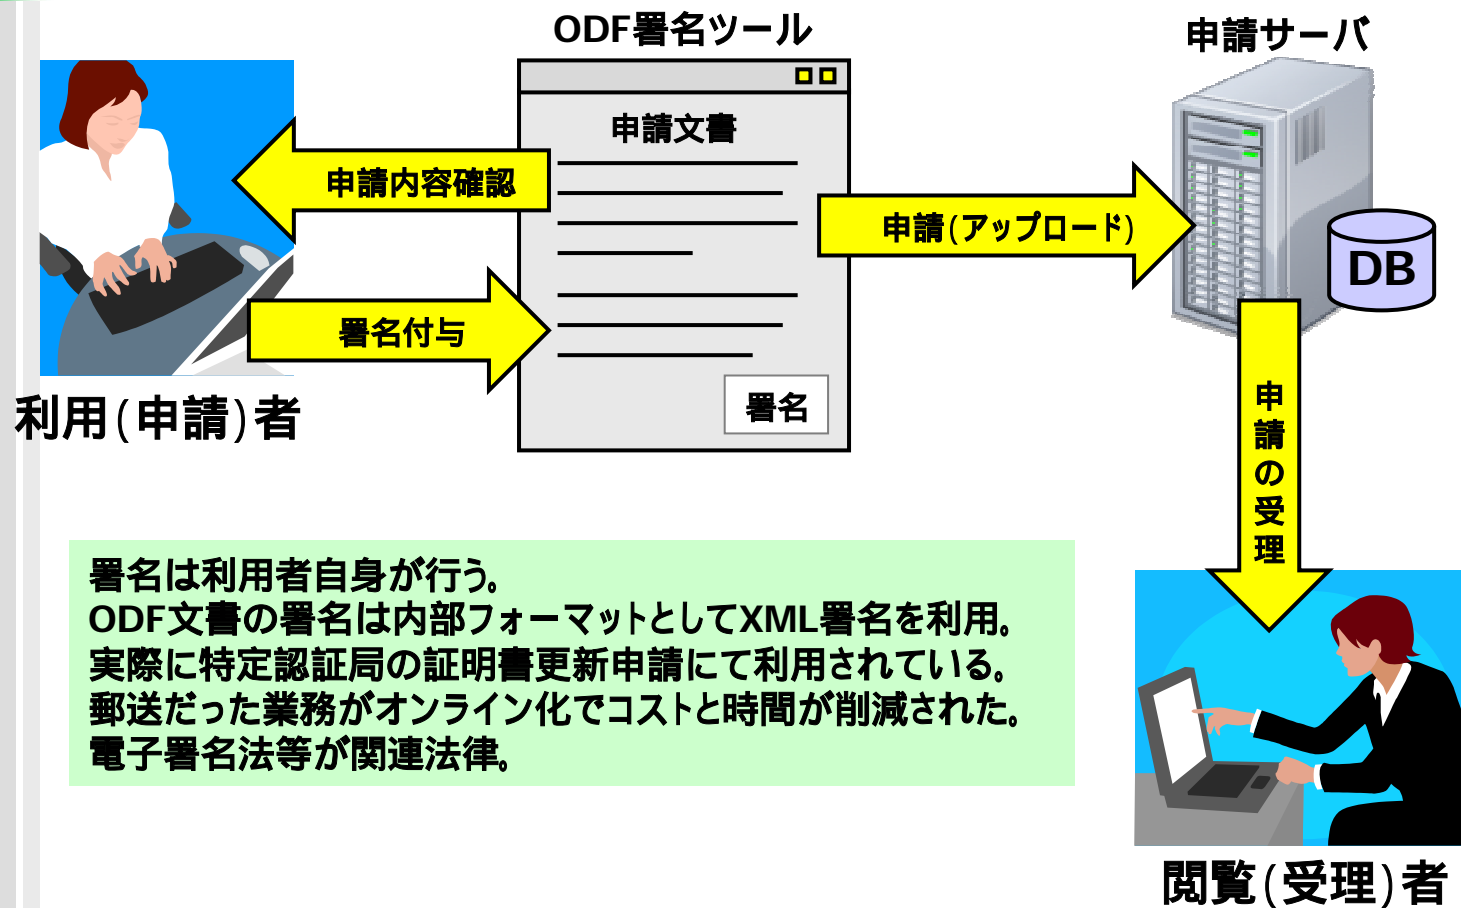 ODF署名ツール
申請サーバ
申請文書
申請内容確認
申請(アップロード)
DB
署名付与
署名
利用(申請)者
申請の受理
署名は利用者自身が行う。
ODF文書の署名は内部フォーマットとしてXML署名を利用。
実際に特定認証局の証明書更新申請にて利用されている。
郵送だった業務がオンライン化でコストと時間が削減された。
電子署名法等が関連法律。
閲覧(受理)者